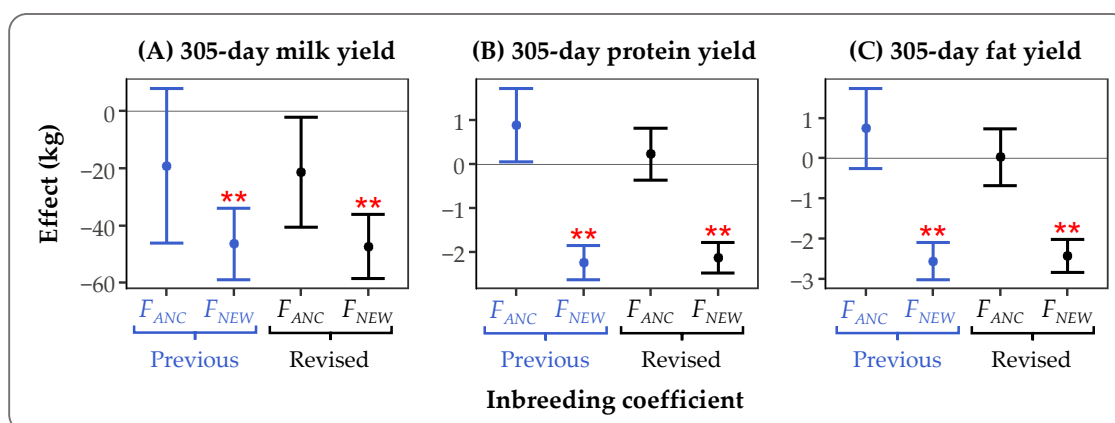 (A) 305-day milk yield
(B) 305-day protein yield
(C) 305-day fat yield
Effect (kg)
0
−20
−40
−60
**
**
1
0
−1
−2
**
**
1
0
−1
−2
−3
**
**
F_ANC F_NEW F_ANC F_NEW
F_ANC F_NEW F_ANC F_NEW
F_ANC F_NEW F_ANC F_NEW
Previous Revised
Previous Revised
Previous Revised
Inbreeding coefficient